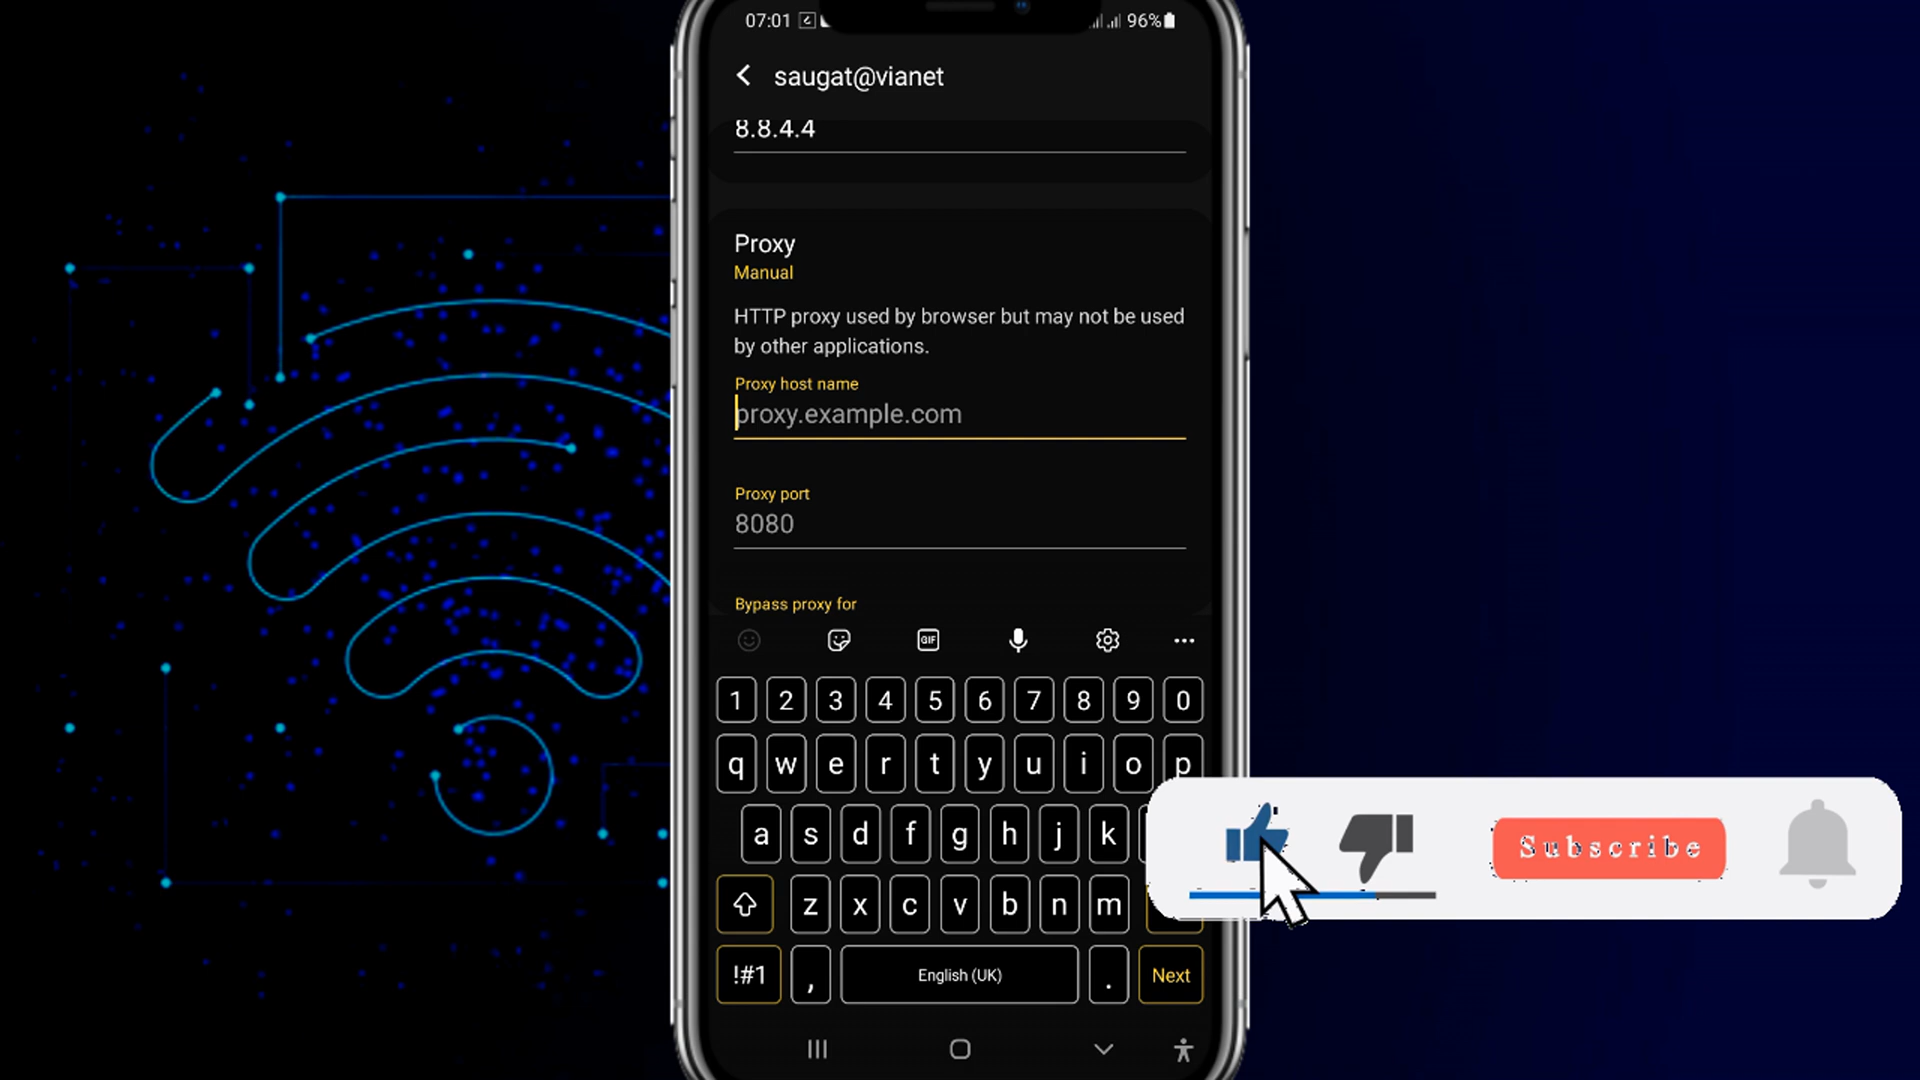 07:01
96%
saugat@vianet
8.8.4.4
Proxy
Manual
HTTP proxy used by browser but may not be used
by other applications.
Proxy host name
proxy.example.com
Proxy port
8080
Bypass proxy for
GIF
1 2 3 4 5 6 7 8 9 0
q w e r t y u i o p
a s d f g h j k
z x c v b n m
!#1 , English (UK) . Next
Subscribe